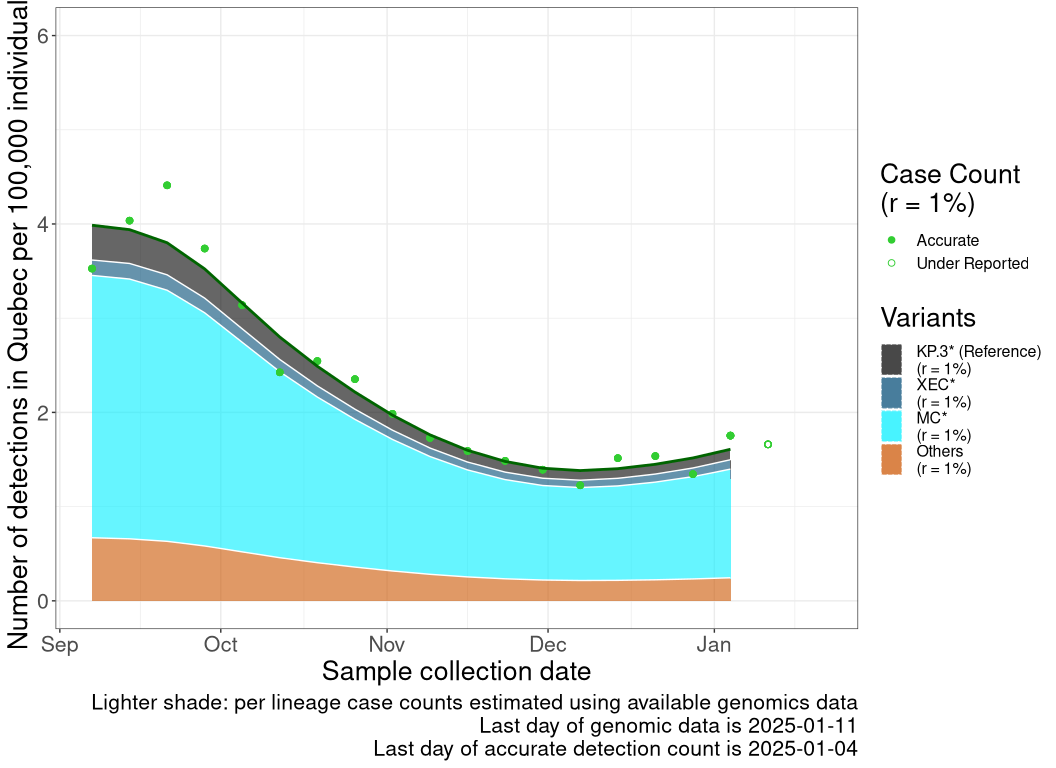 Number of detections in Quebec per 100,000 individual
6
4
2
0
Sep Oct Nov Dec Jan
Sample collection date
Lighter shade: per lineage case counts estimated using available genomics data
Last day of genomic data is 2025-01-11
Last day of accurate detection count is 2025-01-04
Case Count
(r = 1%)
Accurate
Under Reported
Variants
KP.3* (Reference)
(r = 1%)
XEC*
(r = 1%)
MC*
(r = 1%)
Others
(r = 1%)